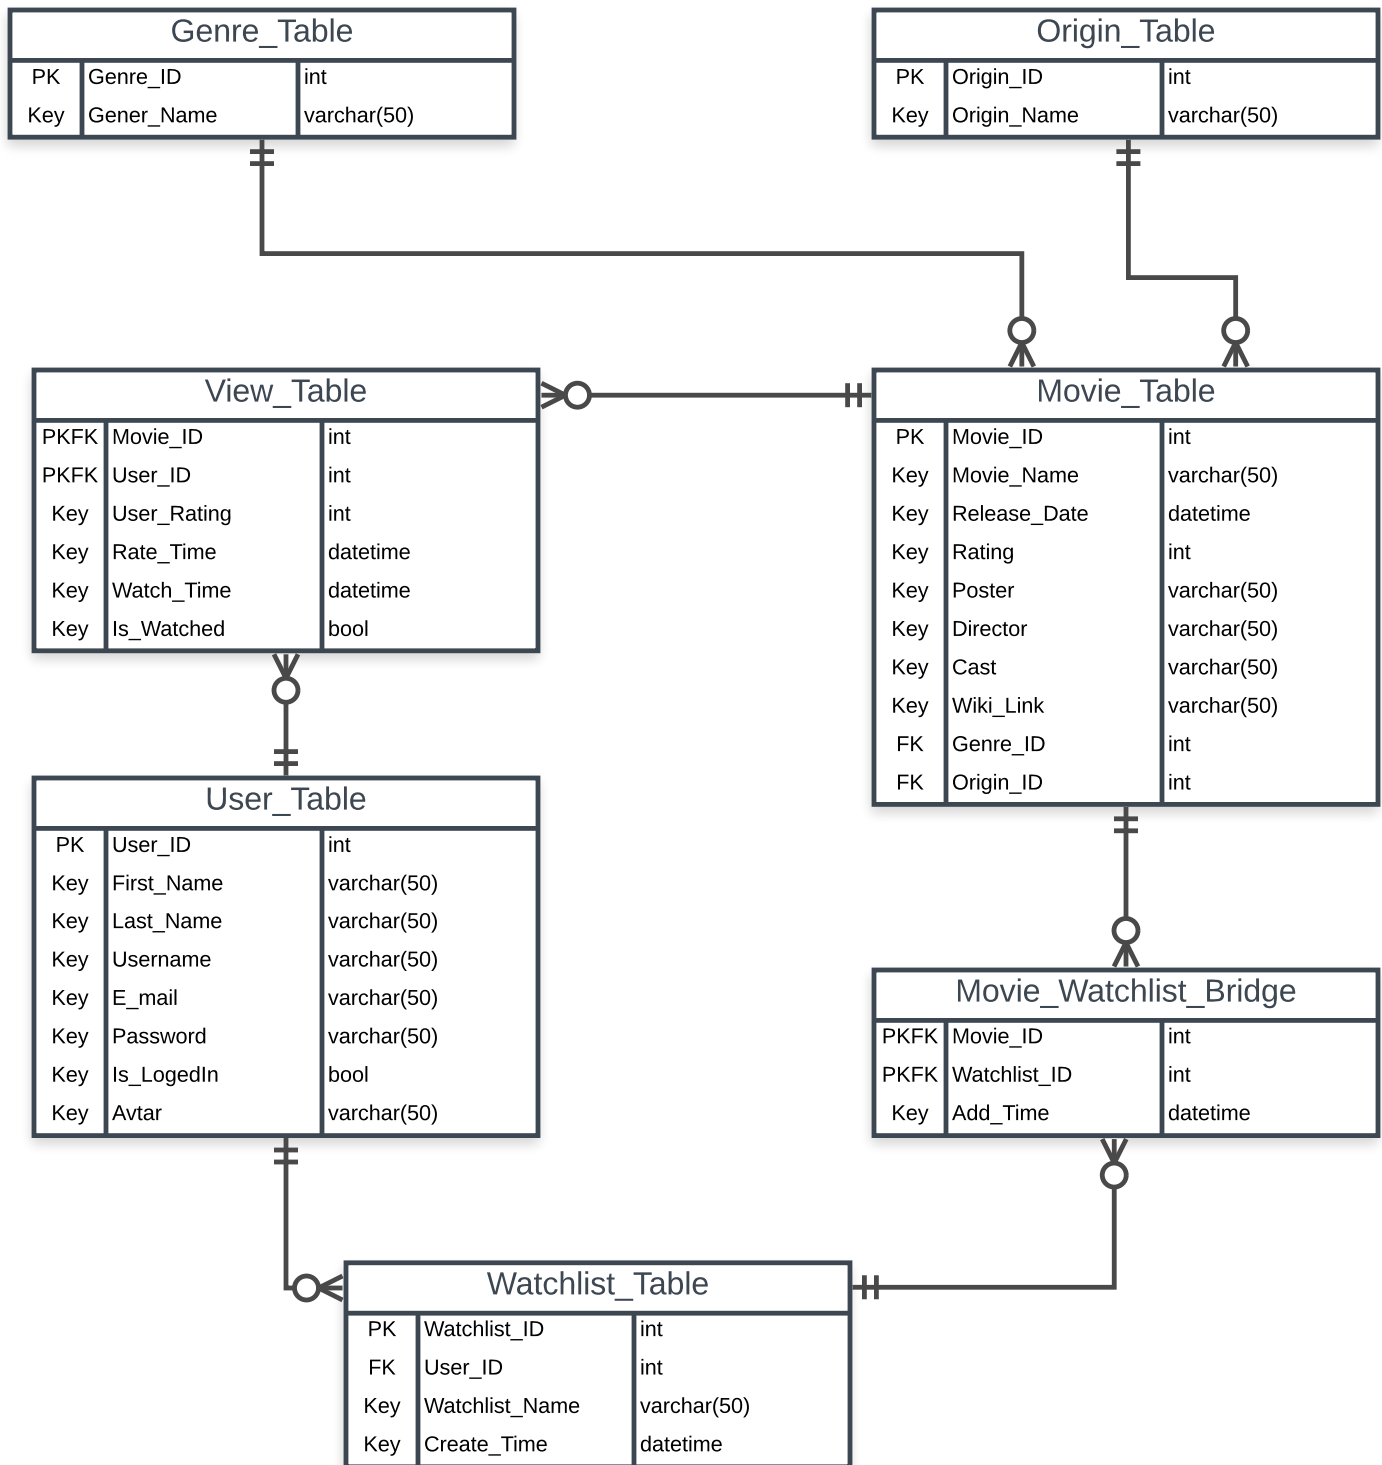 Genre_Table
PK Genre_ID int
Key Gener_Name varchar(50)
Origin_Table
PK Origin_ID int
Key Origin_Name varchar(50)
View_Table
PKFK Movie_ID int
PKFK User_ID int
Key User_Rating int
Key Rate_Time datetime
Key Watch_Time datetime
Key Is_Watched bool
Movie_Table
PK Movie_ID int
Key Movie_Name varchar(50)
Key Release_Date datetime
Key Rating int
Key Poster varchar(50)
Key Director varchar(50)
Key Cast varchar(50)
Key Wiki_Link varchar(50)
FK Genre_ID int
FK Origin_ID int
User_Table
PK User_ID int
Key First_Name varchar(50)
Key Last_Name varchar(50)
Key Username varchar(50)
Key E_mail varchar(50)
Key Password varchar(50)
Key Is_LogedIn bool
Key Avtar varchar(50)
Movie_Watchlist_Bridge
PKFK Movie_ID int
PKFK Watchlist_ID int
Key Add_Time datetime
Watchlist_Table
PK Watchlist_ID int
FK User_ID int
Key Watchlist_Name varchar(50)
Key Create_Time datetime